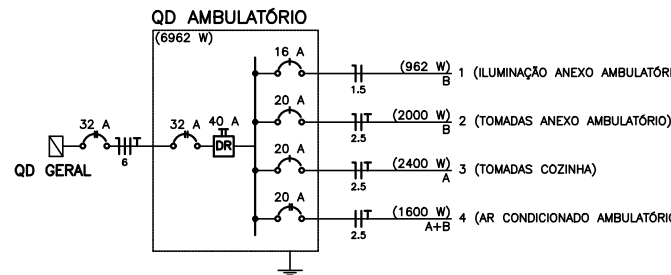 QD AMBULATÓRIO
(6962 W)
16 A
(962 W) 1 (ILUMINAÇÃO ANEXO AMBULATÓRI
1.5 B
20 A
(2000 W) 2 (TOMADAS ANEXO AMBULATÓRIO)
2.5 B
32 A 32 A 40 A
DR
6
QD GERAL
20 A
(2400 W) 3 (TOMADAS COZINHA)
2.5 A
20 A
(1600 W) 4 (AR CONDICIONADO AMBULATÓRIO
2.5 A+B